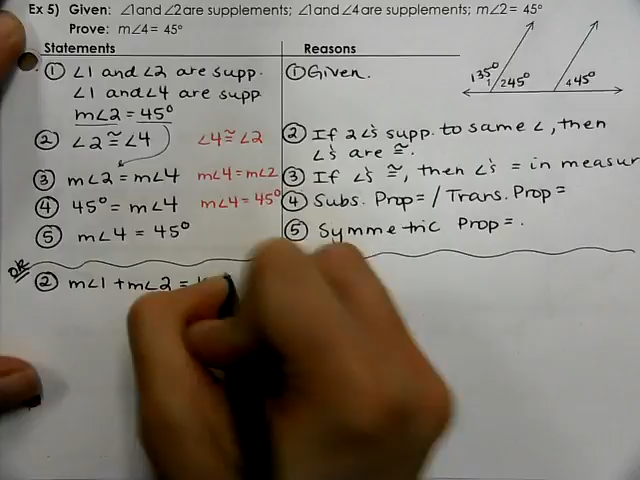 Ex 5) Given: ∠1 and ∠2 are supplements; ∠1 and ∠4 are supplements; m∠2 = 45°
Prove: m∠4 = 45°
Statements Reasons
① ∠1 and ∠2 are supp. ① Given.
∠1 and ∠4 are supp
m∠2 = 45°
135° 1 2 45° 4 45°
② ∠2 ≅ ∠4 ∠4 ≅ ∠2 ② If 2 ∠'s supp. to same ∠, then
∠'s are ≅.
③ m∠2 = m∠4 m∠4 = m∠2 ③ If ∠'s ≅, then ∠'s = in measur
④ 45° = m∠4 m∠4 = 45° ④ Subs. Prop = / Trans. Prop =
⑤ m∠4 = 45° ⑤ Symmetric Prop = .
OR
② m∠1 + m∠2 =